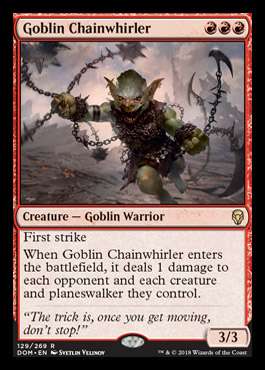 Goblin Chainwhirler
Creature — Goblin Warrior
First strike
When Goblin Chainwhirler enters
the battlefield, it deals 1 damage to
each opponent and each creature
and planeswalker they control.
"The trick is, once you get moving,
don't stop!"
3/3
129/269 R
DOM • EN SVETLIN VELINOV
™ & © 2018 Wizards of the Coast